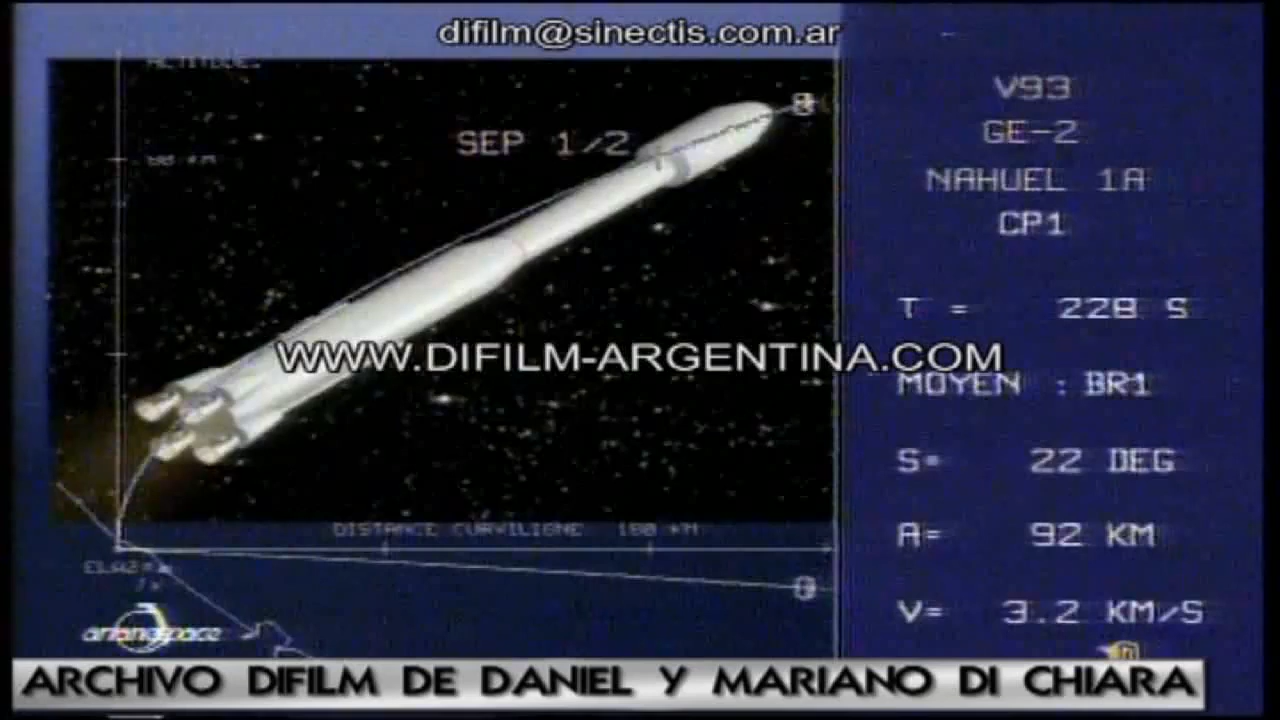 difilm@sinectis.com.ar
ALTITUDE
SEP 1/2
V93
GE-2
NAHUEL 1A
CP1
T = 228 S
WWW.DIFILM-ARGENTINA.COM
MOYEN : BR1
S= 22 DEG
A= 92 KM
V= 3.2 KM/S
DISTANCE CURVILIGNE 180 KM
arianespace
ARCHIVO DIFILM DE DANIEL Y MARIANO DI CHIARA